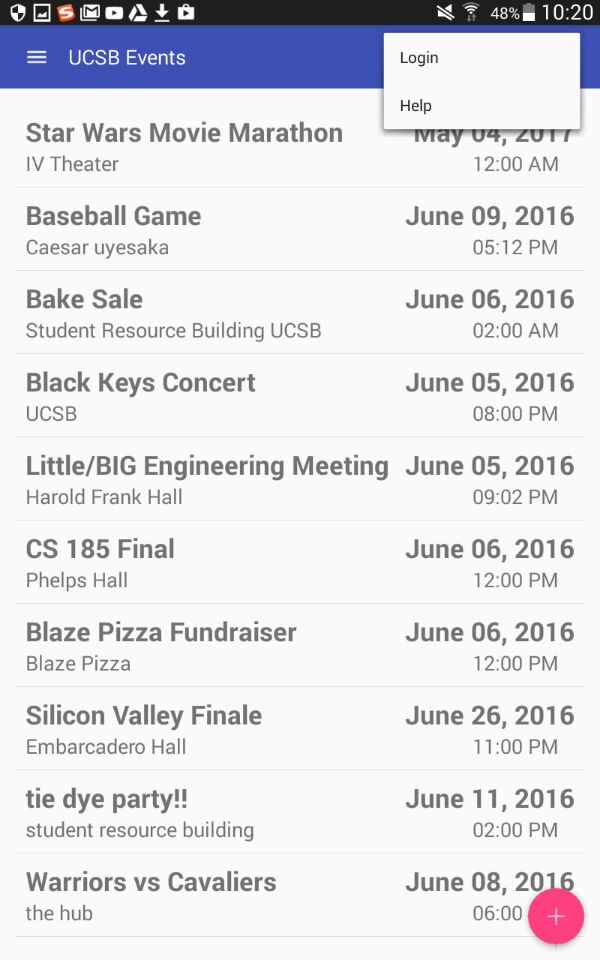 48% 10:20
UCSB Events
Login
Help
Star Wars Movie Marathon May 04, 2017
IV Theater 12:00 AM
Baseball Game June 09, 2016
Caesar uyesaka 05:12 PM
Bake Sale June 06, 2016
Student Resource Building UCSB 02:00 AM
Black Keys Concert June 05, 2016
UCSB 08:00 PM
Little/BIG Engineering Meeting June 05, 2016
Harold Frank Hall 09:02 PM
CS 185 Final June 06, 2016
Phelps Hall 12:00 PM
Blaze Pizza Fundraiser June 06, 2016
Blaze Pizza 12:00 PM
Silicon Valley Finale June 26, 2016
Embarcadero Hall 11:00 PM
tie dye party!! June 11, 2016
student resource building 02:00 PM
Warriors vs Cavaliers June 08, 2016
the hub 06:00